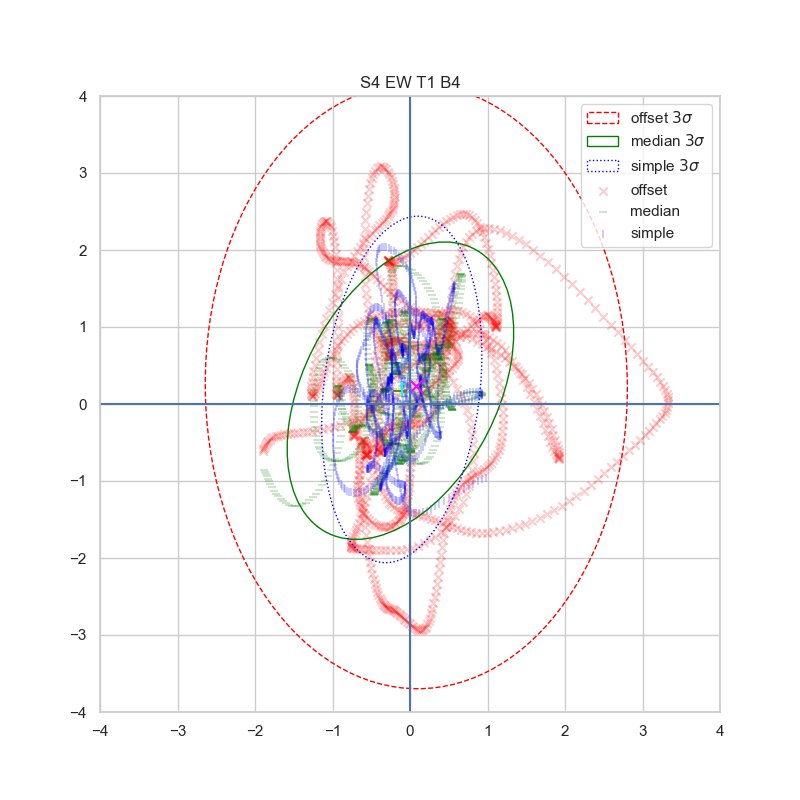 S4 EW T1 B4
offset 3σ
median 3σ
simple 3σ
offset
median
simple
4
3
2
1
0
−1
−2
−3
−4
−4 −3 −2 −1 0 1 2 3 4